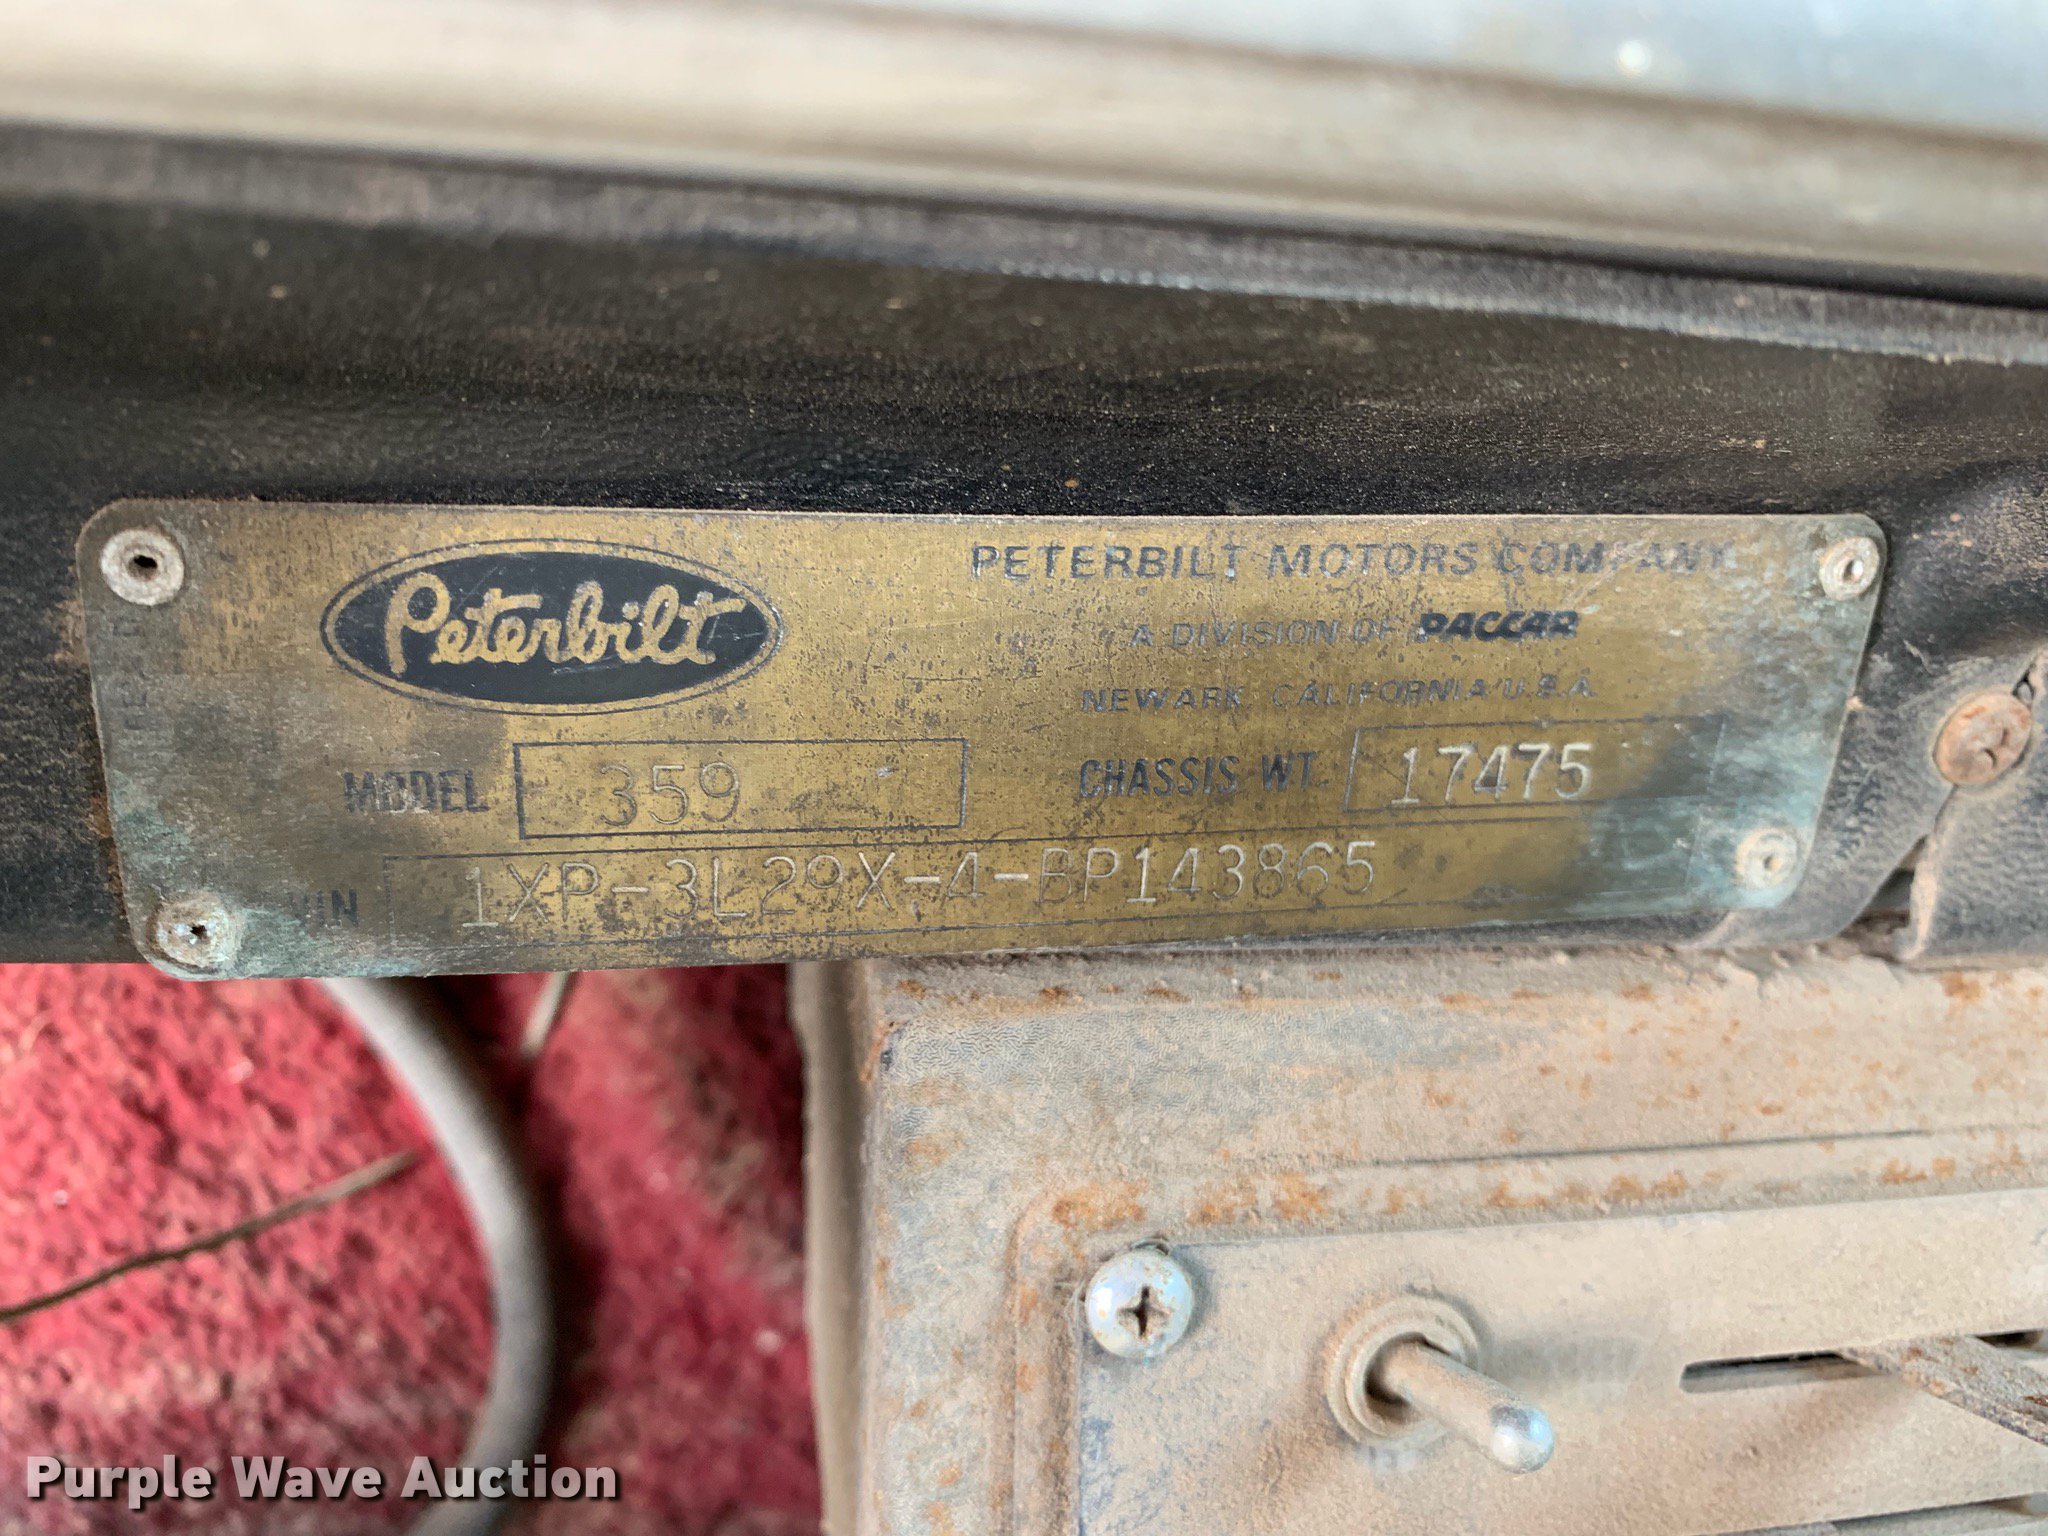 Peterbilt
PETERBILT MOTORS COMPANY
A DIVISION OF PACCAR
NEWARK, CALIFORNIA U.S.A.
MODEL 359
CHASSIS WT. 17475
VIN 1XP-3L29X-4-BP143865
Purple Wave Auction